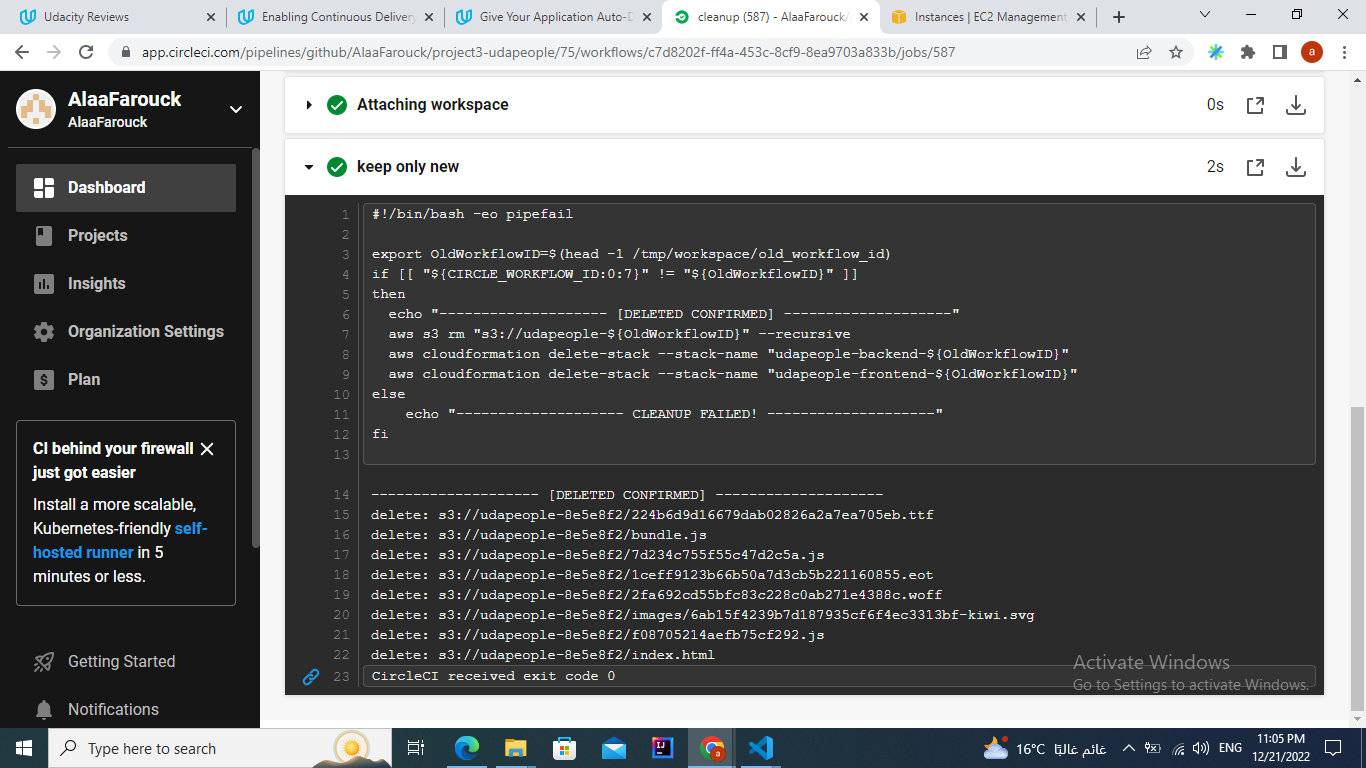 Udacity Reviews
Enabling Continuous Deliver
Give Your Application Auto-D
cleanup (587) - AlaaFarouck/
Instances | EC2 Management
app.circleci.com/pipelines/github/AlaaFarouck/project3-udapeople/75/workflows/c7d8202f-ff4a-453c-8cf9-8ea9703a833b/jobs/587
a
AlaaFarouck
AlaaFarouck
Dashboard
Projects
Insights
Organization Settings
Plan
CI behind your firewall
just got easier
Install a more scalable,
Kubernetes-friendly self-
hosted runner in 5
minutes or less.
Getting Started
Notifications
Attaching workspace 0s
keep only new 2s
1 #!/bin/bash -eo pipefail
2
3 export OldWorkflowID=$(head -1 /tmp/workspace/old_workflow_id)
4 if [[ "${CIRCLE_WORKFLOW_ID:0:7}" != "${OldWorkflowID}" ]]
5 then
6   echo "-------------------- [DELETED CONFIRMED] --------------------"
7   aws s3 rm "s3://udapeople-${OldWorkflowID}" --recursive
8   aws cloudformation delete-stack --stack-name "udapeople-backend-${OldWorkflowID}"
9   aws cloudformation delete-stack --stack-name "udapeople-frontend-${OldWorkflowID}"
10 else
11     echo "-------------------- CLEANUP FAILED! --------------------"
12 fi
13
14 -------------------- [DELETED CONFIRMED] --------------------
15 delete: s3://udapeople-8e5e8f2/224b6d9d16679dab02826a2a7ea705eb.ttf
16 delete: s3://udapeople-8e5e8f2/bundle.js
17 delete: s3://udapeople-8e5e8f2/7d234c755f55c47d2c5a.js
18 delete: s3://udapeople-8e5e8f2/1ceff9123b66b50a7d3cb5b221160855.eot
19 delete: s3://udapeople-8e5e8f2/2fa692cd55bfc83c228c0ab271e4388c.woff
20 delete: s3://udapeople-8e5e8f2/images/6ab15f4239b7d187935cf6f4ec3313bf-kiwi.svg
21 delete: s3://udapeople-8e5e8f2/f08705214aefb75cf292.js
22 delete: s3://udapeople-8e5e8f2/index.html
23 CircleCI received exit code 0
Activate Windows
Go to Settings to activate Windows.
Type here to search
16°C غائم غالبًا
ENG
11:05 PM
12/21/2022